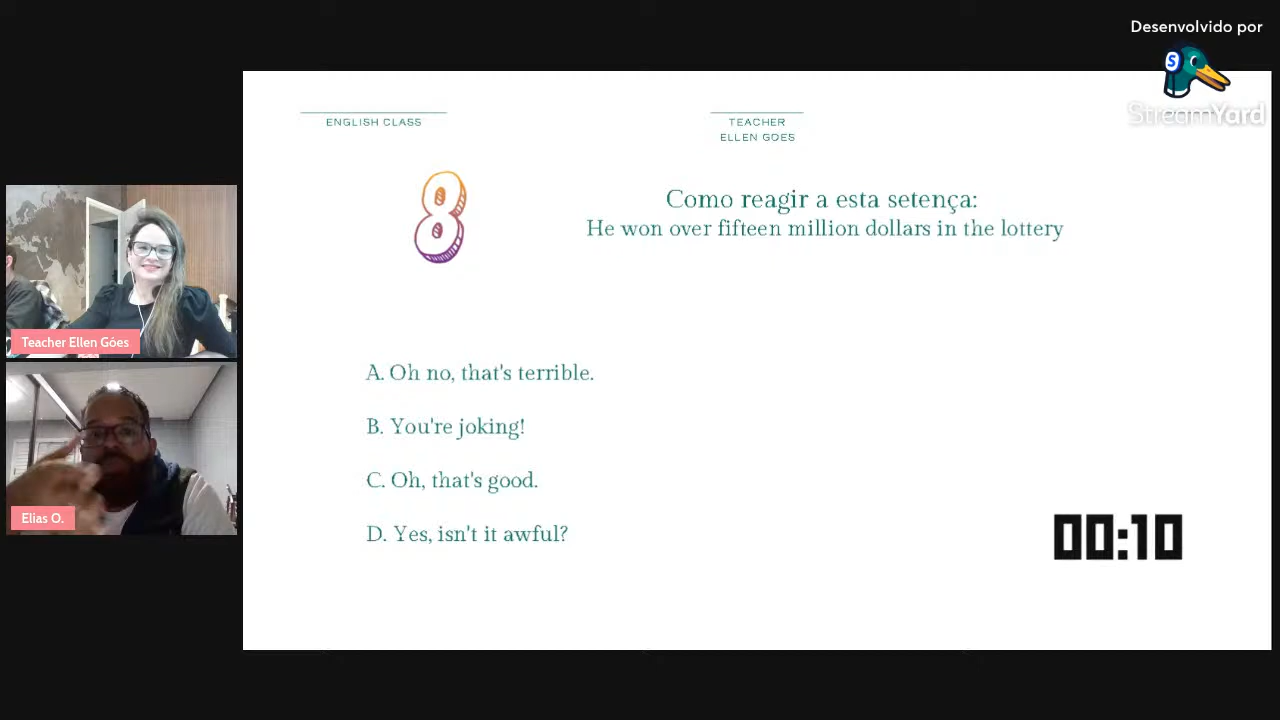 Desenvolvido por
S
StreamYard
ENGLISH CLASS
TEACHER
ELLEN GOES
8
Como reagir a esta setença:
He won over fifteen million dollars in the lottery
A. Oh no, that's terrible.
B. You're joking!
C. Oh, that's good.
D. Yes, isn't it awful?
00:10
Teacher Ellen Góes
Elias O.